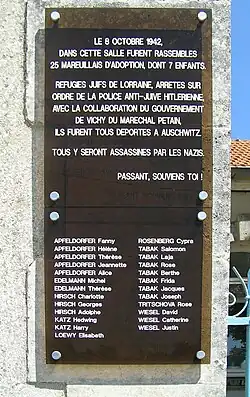 LE 8 OCTOBRE 1942,
DANS CETTE SALLE FURENT RASSEMBLES
25 MAREUILLAIS D'ADOPTION, DONT 7 ENFANTS.
REFUGIES JUIFS DE LORRAINE, ARRETES SUR
ORDRE DE LA POLICE ANTI-JUIVE HITLERIENNE,
AVEC LA COLLABORATION DU GOUVERNEMENT
DE VICHY DU MARECHAL PETAIN,
ILS FURENT TOUS DEPORTES A AUSCHWITZ.
TOUS Y SERONT ASSASSINES PAR LES NAZIS.
PASSANT, SOUVIENS TOI !
APFELDORFER Fanny
APFELDORFER Hélène
APFELDORFER Thérèse
APFELDORFER Jeannette
APFELDORFER Alice
EDELMANN Michel
EDELMANN Thérèse
HIRSCH Charlotte
HIRSCH Georges
HIRSCH Adolphe
KATZ Hedwing
KATZ Harry
LOEWY Elisabeth
ROSENBERG Cypra
TABAK Salomon
TABAK Laja
TABAK Rose
TABAK Berthe
TABAK Frida
TABAK Jacques
TABAK Joseph
TRITSCHOVA Rose
WIESEL David
WIESEL Catherine
WIESEL Justin